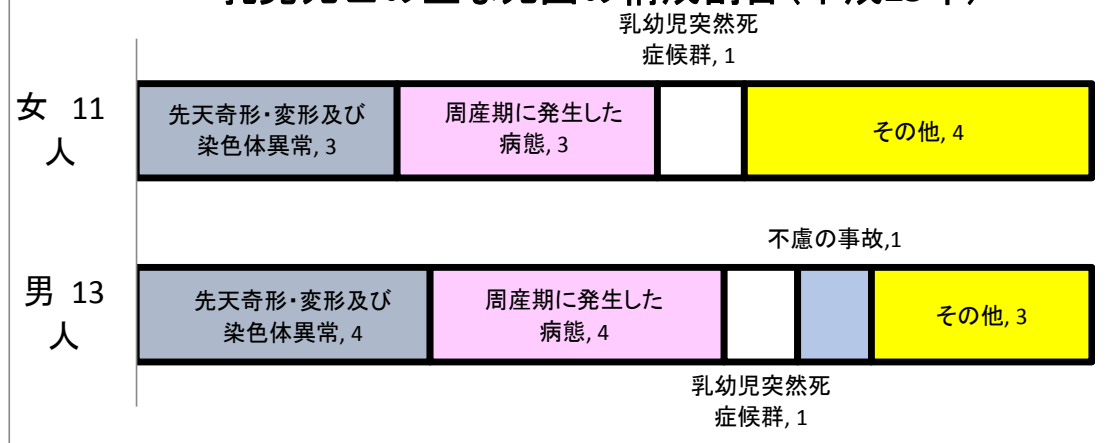 乳幼児突然死
症候群, 1
女 11
人
先天奇形・変形及び
染色体異常, 3
周産期に発生した
病態, 3
その他, 4
不慮の事故,1
男 13
人
先天奇形・変形及び
染色体異常, 4
周産期に発生した
病態, 4
その他, 3
乳幼児突然死
症候群, 1